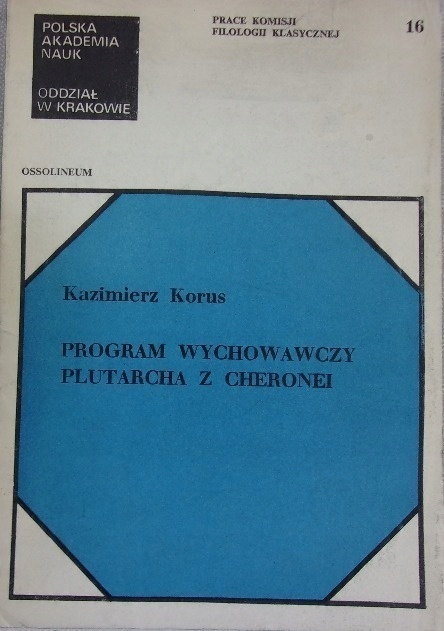 POLSKA
AKADEMIA
NAUK
ODDZIAŁ
W KRAKOWIE
PRACE KOMISJI
FILOLOGII KLASYCZNEJ
16
OSSOLINEUM
Kazimierz Korus
PROGRAM WYCHOWAWCZY
PLUTARCHA Z CHERONEI